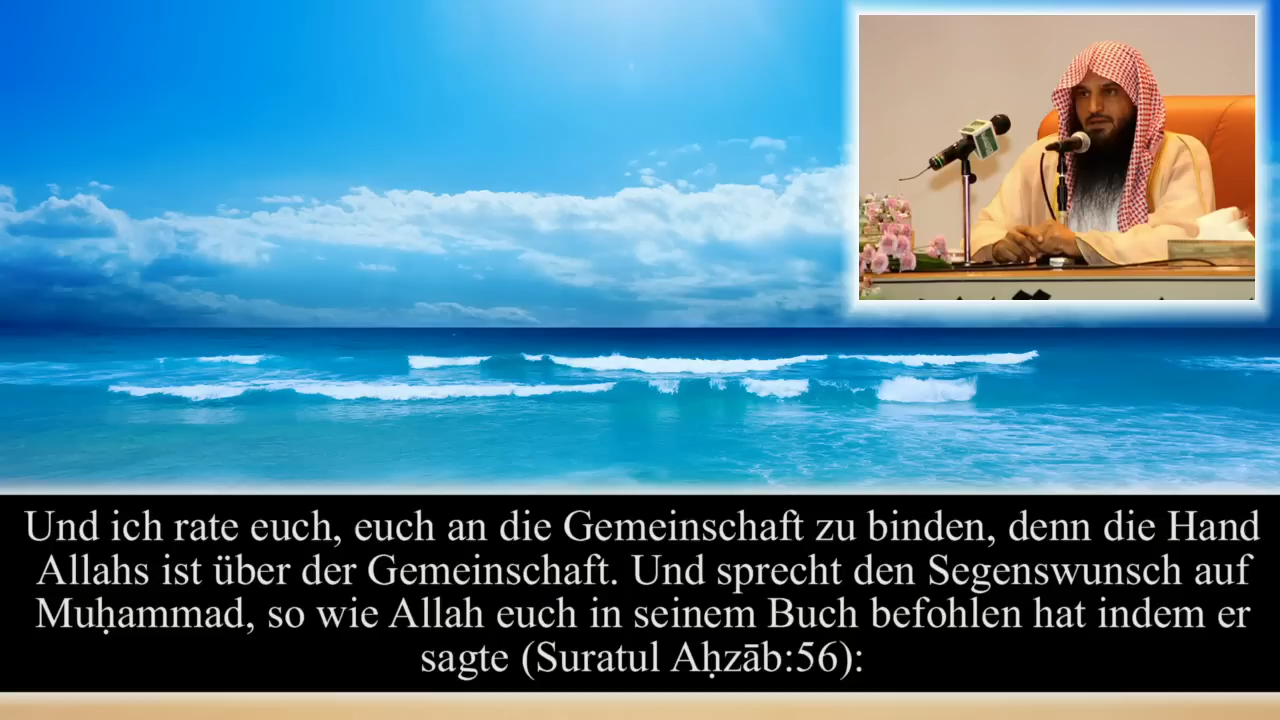 Und ich rate euch, euch an die Gemeinschaft zu binden, denn die Hand
Allahs ist über der Gemeinschaft. Und sprecht den Segenswunsch auf
Muḥammad, so wie Allah euch in seinem Buch befohlen hat indem er
sagte (Suratul Aḥzāb:56):